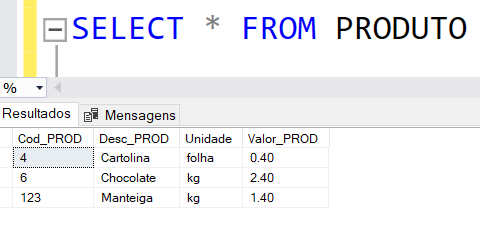 SELECT * FROM PRODUTO
%
Resultados Mensagens
Cod_PROD Desc_PROD Unidade Valor_PROD
4 Cartolina folha 0.40
6 Chocolate kg 2.40
123 Manteiga kg 1.40